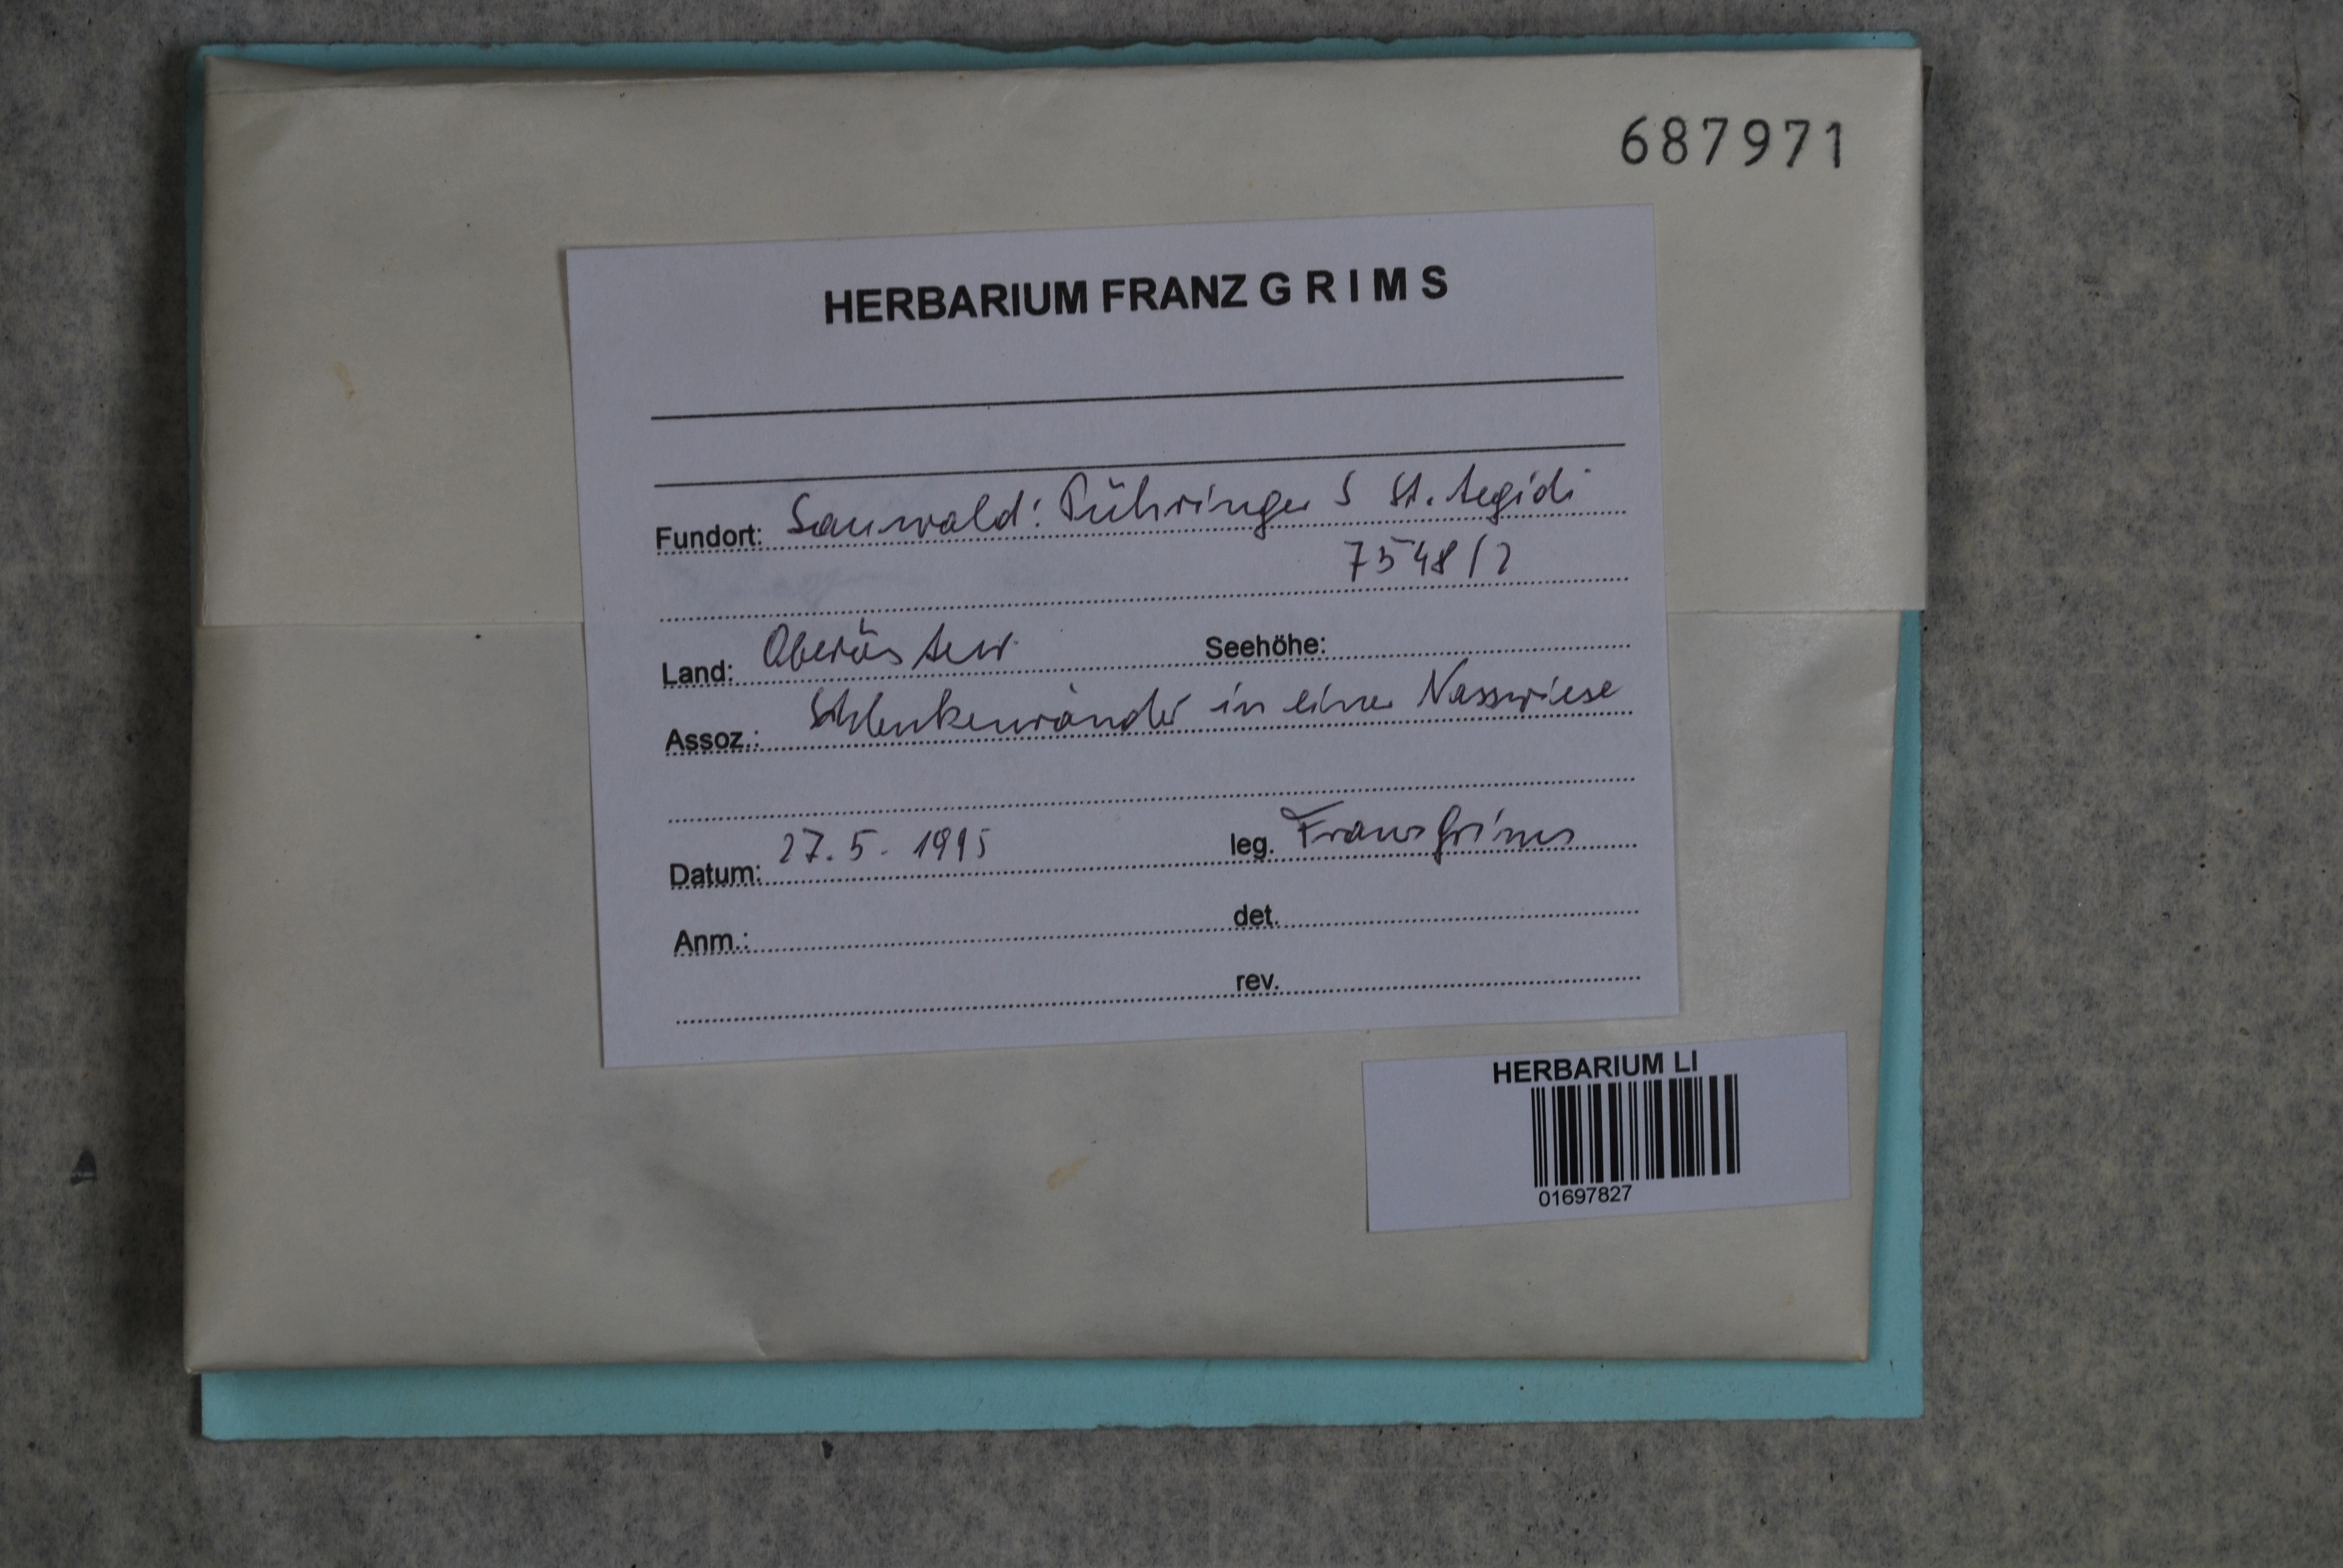 687971
HERBARIUM FRANZ G R I M S
Fundort: Sauwald: Pühringer S St. Aegidi
7548/2
Land: Oberösterr. Seehöhe:
Assoz.: Schlenkenränder in einer Nasswiese
Datum: 27.5.1995 leg. Franz Grims
Anm.: det.
rev.
HERBARIUM LI
01697827